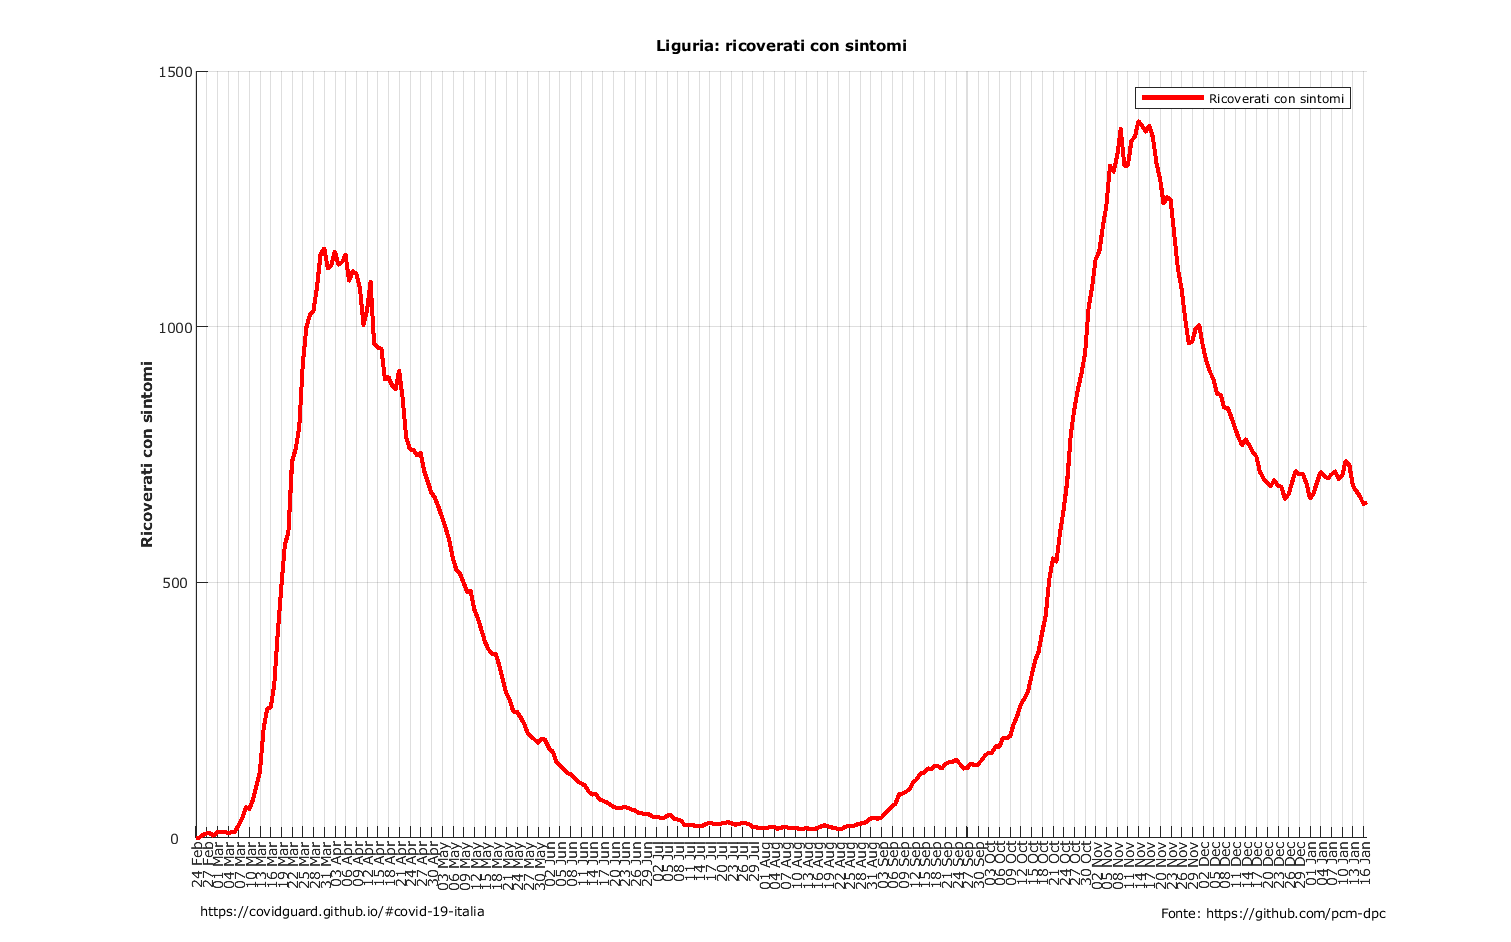 Liguria: ricoverati con sintomi
Ricoverati con sintomi
1500
1000
500
0
Ricoverati con sintomi
24 Feb
27 Feb
01 Mar
04 Mar
07 Mar
10 Mar
13 Mar
16 Mar
19 Mar
22 Mar
25 Mar
28 Mar
31 Mar
03 Apr
06 Apr
09 Apr
12 Apr
15 Apr
18 Apr
21 Apr
24 Apr
27 Apr
30 Apr
03 May
06 May
09 May
12 May
15 May
18 May
21 May
24 May
27 May
30 May
02 Jun
05 Jun
08 Jun
11 Jun
14 Jun
17 Jun
20 Jun
23 Jun
26 Jun
29 Jun
02 Jul
05 Jul
08 Jul
11 Jul
14 Jul
17 Jul
20 Jul
23 Jul
26 Jul
29 Jul
01 Aug
04 Aug
07 Aug
10 Aug
13 Aug
16 Aug
19 Aug
22 Aug
25 Aug
28 Aug
31 Aug
03 Sep
06 Sep
09 Sep
12 Sep
15 Sep
18 Sep
21 Sep
24 Sep
27 Sep
30 Sep
03 Oct
06 Oct
09 Oct
12 Oct
15 Oct
18 Oct
21 Oct
24 Oct
27 Oct
30 Oct
02 Nov
05 Nov
08 Nov
11 Nov
14 Nov
17 Nov
20 Nov
23 Nov
26 Nov
29 Nov
02 Dec
05 Dec
08 Dec
11 Dec
14 Dec
17 Dec
20 Dec
23 Dec
26 Dec
29 Dec
01 Jan
04 Jan
07 Jan
10 Jan
13 Jan
16 Jan
https://covidguard.github.io/#covid-19-italia
Fonte: https://github.com/pcm-dpc